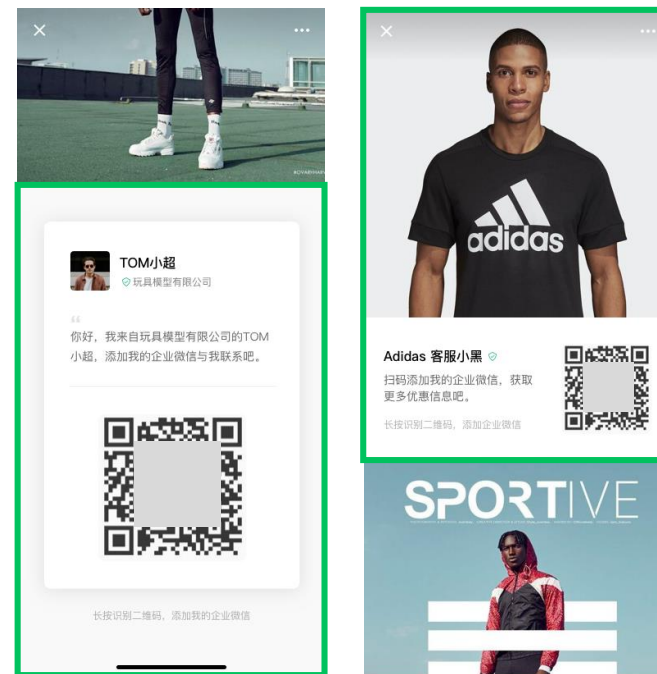 TOM小超
玩具模型有限公司
“
你好，我来自玩具模型有限公司的TOM
小超，添加我的企业微信与我联系吧。
长按识别二维码，添加我的企业微信
adidas
Adidas 客服小黑
扫码添加我的企业微信，获取
更多优惠信息吧。
长按识别二维码，添加企业微信
SPORTIVE